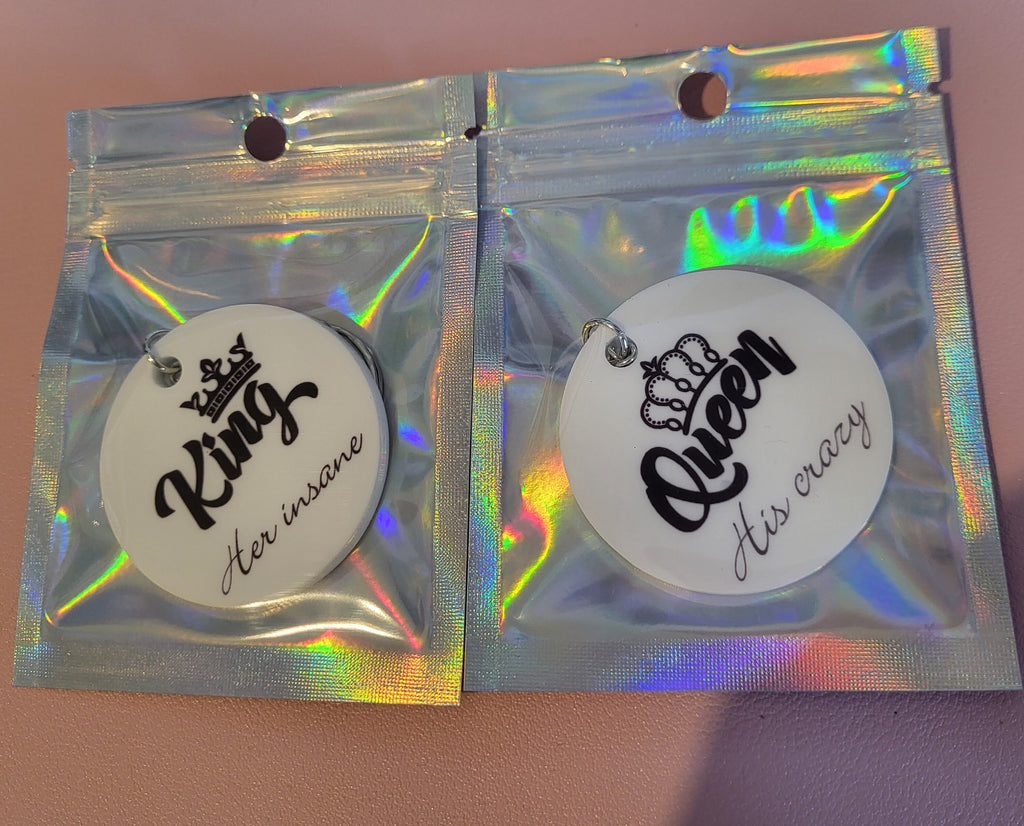 King
Her insane
Queen
His crazy